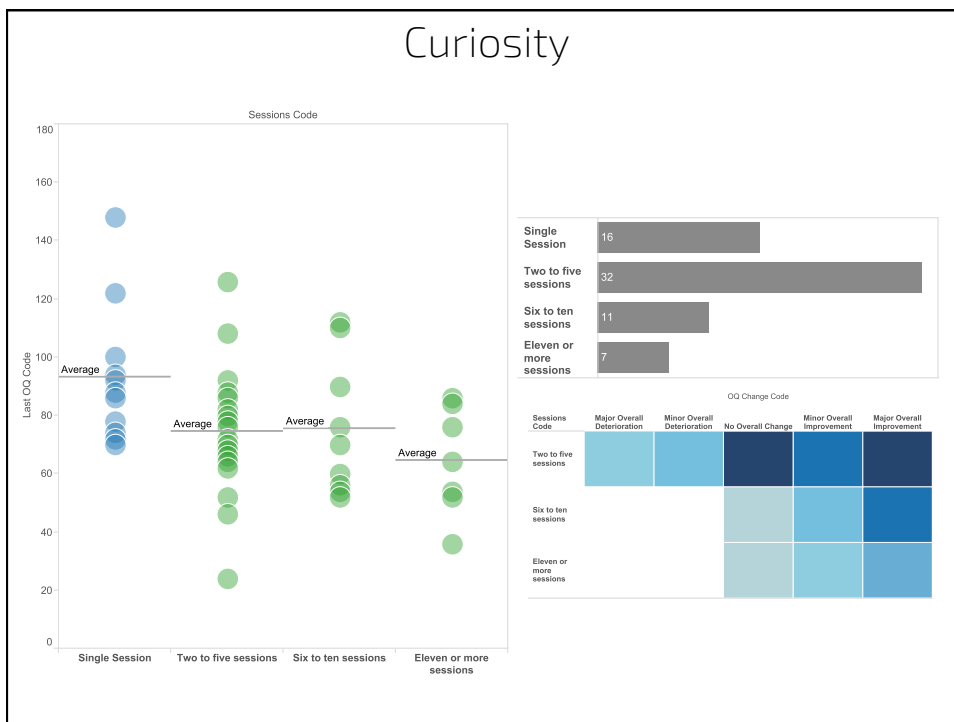 Curiosity
Sessions Code
180
160
140
120
100
80
60
40
20
0
Last OQ Code
Average
Average
Average
Average
Single Session
Two to five sessions
Six to ten sessions
Eleven or more
sessions
Single
Session
16
Two to five
sessions
32
Six to ten
sessions
11
Eleven or
more
sessions
7
OQ Change Code
Sessions
Code
Major Overall
Deterioration
Minor Overall
Deterioration
No Overall Change
Minor Overall
Improvement
Major Overall
Improvement
Two to five
sessions
Six to ten
sessions
Eleven or
more
sessions